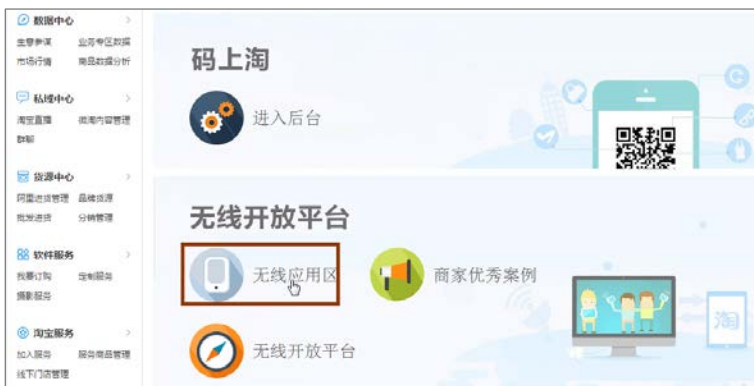 数据中心
生意参谋 业务专区数据
市场行情 商品数据分析
私域中心
淘宝直播 微淘内容管理
群聊
货源中心
阿里进货管理 品牌货源
批发进货 分销管理
软件服务
我要订购 定制服务
摄影服务
淘宝服务
加入服务 服务商品管理
线下门店管理
码上淘
进入后台
无线开放平台
无线应用区 商家优秀案例
无线开放平台
淘